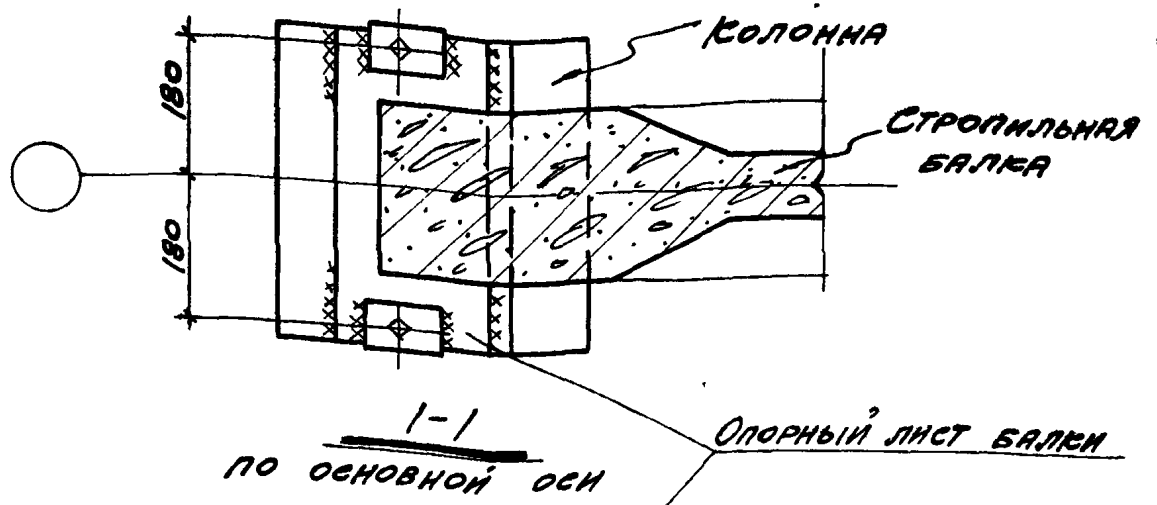 Колонна
Стропильная
балка
180
180
1-1
по основной оси
Опорный лист балки